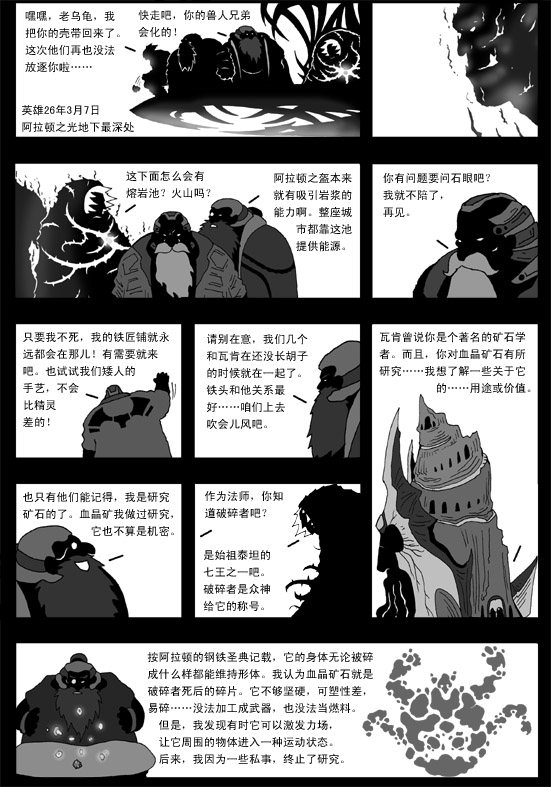 嘿嘿，老乌龟，我
把你的壳带回来了。
这次他们再也没法
放逐你啦……
快走吧，你的兽人兄弟
会化的！
英雄26年3月7日
阿拉顿之光地下最深处
这下面怎么会有
熔岩池？火山吗？
阿拉顿之盔本来
就有吸引岩浆的
能力啊。整座城
市都靠这池
提供能源。
你有问题要问石眼吧？
我就不陪了，
再见。
只要我不死，我的铁匠铺就永
远都会在那儿！有需要就来
吧。也试试我们矮人的
手艺，不会
比精灵
差的！
请别在意，我们几个
和瓦肯在还没长胡子
的时候就在一起了。
铁头和他关系最
好……咱们上去
吹会儿风吧。
瓦肯曾说你是个著名的矿石学
者。而且，你对血晶矿石有所
研究……我想了解一些关于它
的……用途或价值。
也只有他们能记得，我是研究
矿石的了。血晶矿我做过研究，
它也不算是机密。
作为法师，你知
道破碎者吧？
是始祖泰坦的
七王之一吧。
破碎者是众神
给它的称号。
按阿拉顿的钢铁圣典记载，它的身体无论被碎
成什么样都能维持形体。我认为血晶矿石就是
破碎者死后的碎片。它不够坚硬，可塑性差，
易碎……没法加工成武器，也没法当燃料。
但是，我发现有时它可以激发力场，
让它周围的物体进入一种运动状态。
后来，我因为一些私事，终止了研究。